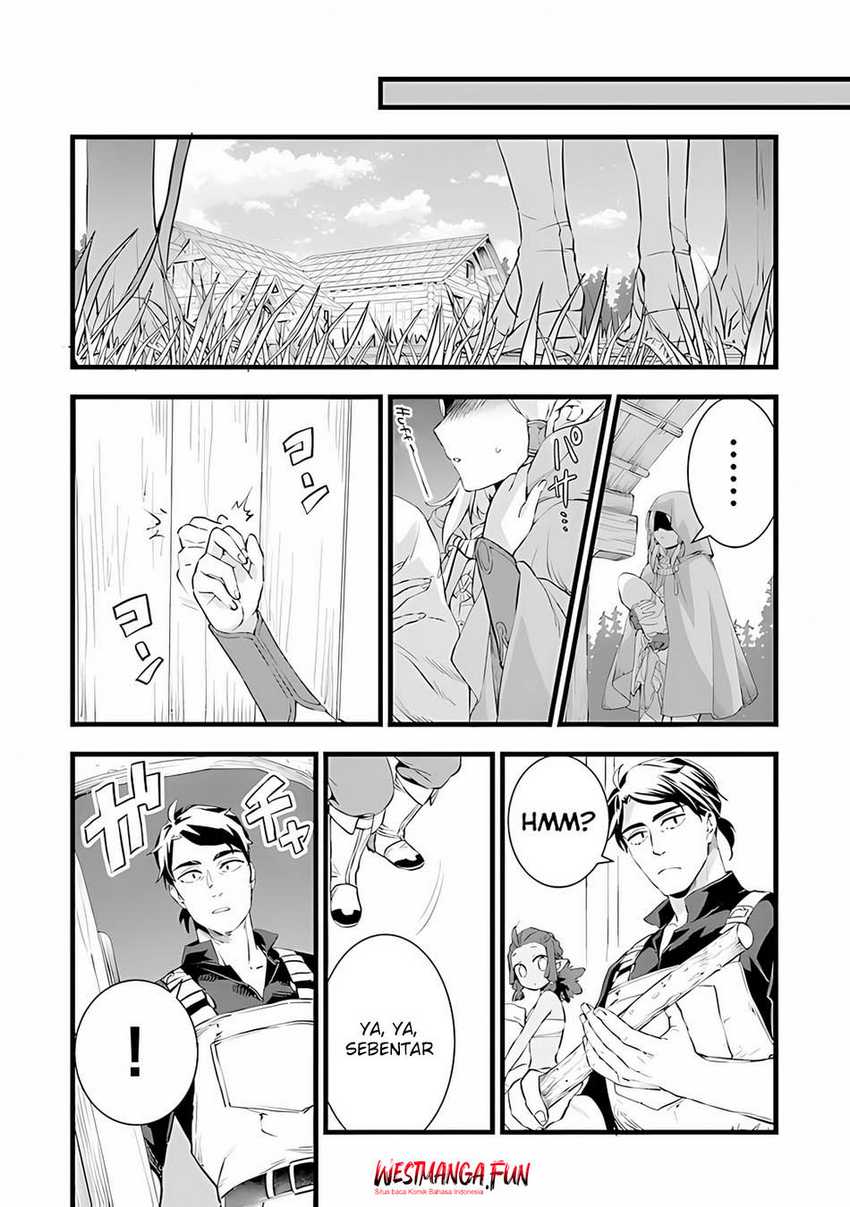 ......
パサ...
Huff
コン
コン
HMM?
YA, YA,
SEBENTAR
ガチャ
!
WESTMANGA.FUN
Situs baca Komik Bahasa Indonesia